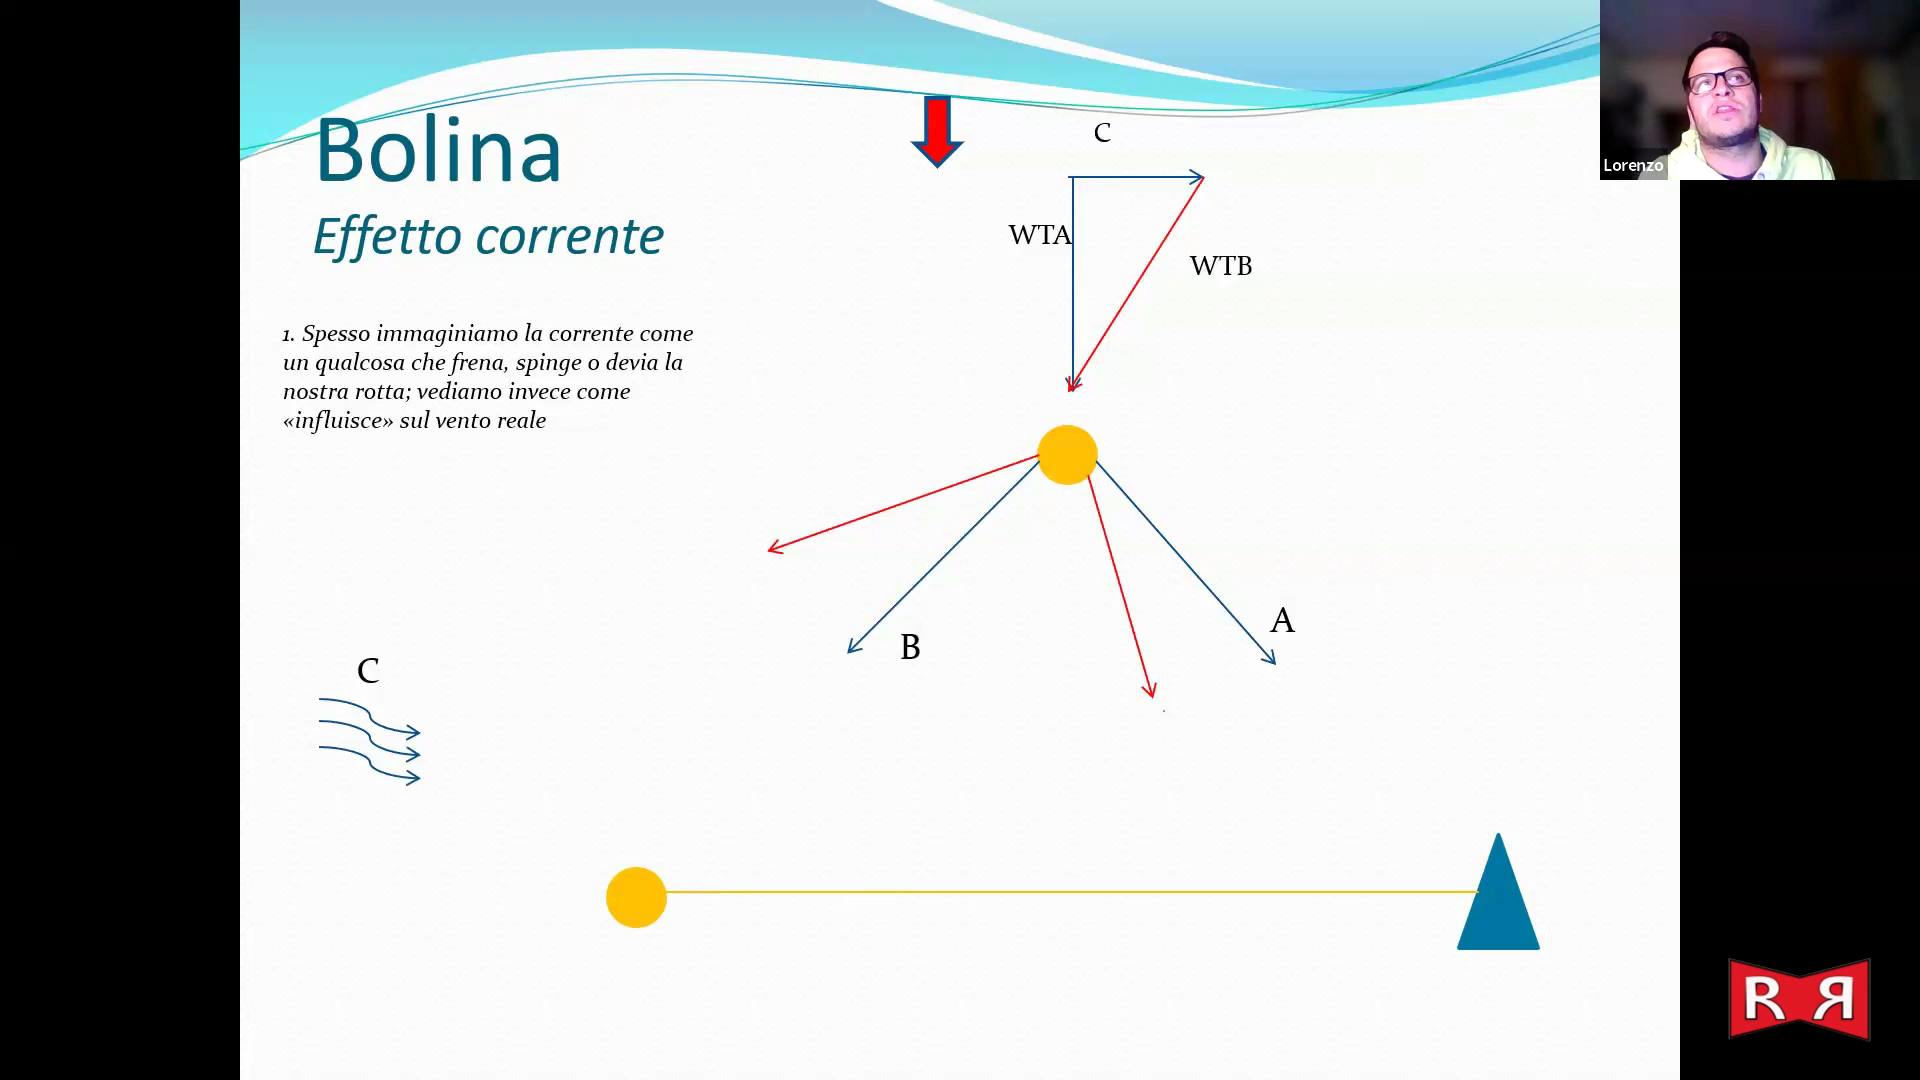 Bolina
Effetto corrente
1. Spesso immaginiamo la corrente come
un qualcosa che frena, spinge o devia la
nostra rotta; vediamo invece come
«influisce» sul vento reale
C
WTA
WTB
A
B
C
Lorenzo
R Я